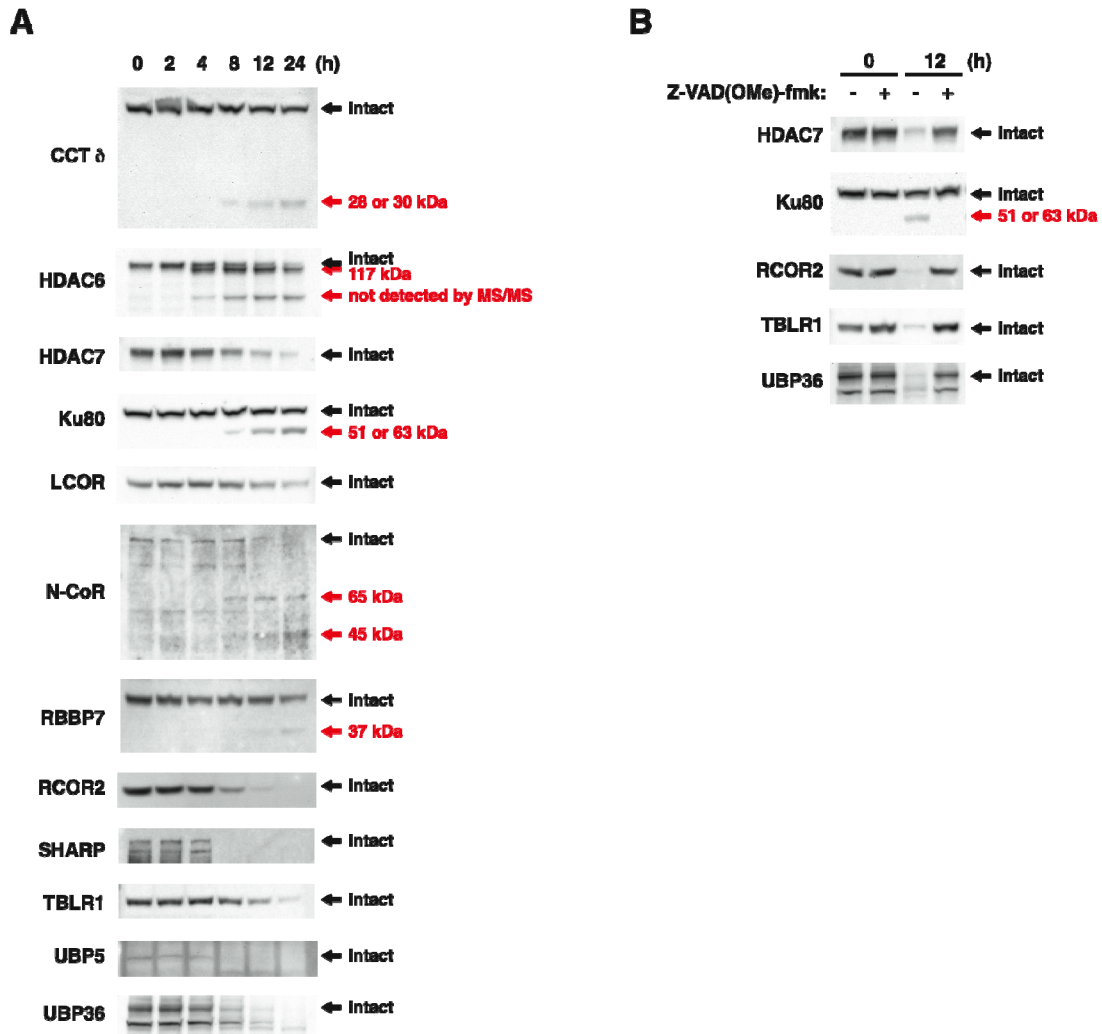 A
0 2 4 8 12 24 (h)
CCT δ
Intact
28 or 30 kDa
HDAC6
Intact
117 kDa
not detected by MS/MS
HDAC7
Intact
Ku80
Intact
51 or 63 kDa
LCOR
Intact
N-CoR
Intact
65 kDa
45 kDa
RBBP7
Intact
37 kDa
RCOR2
Intact
SHARP
Intact
TBLR1
Intact
UBP5
Intact
UBP36
Intact
B
0 12 (h)
Z-VAD(OMe)-fmk: - + - +
HDAC7
Intact
Ku80
Intact
51 or 63 kDa
RCOR2
Intact
TBLR1
Intact
UBP36
Intact